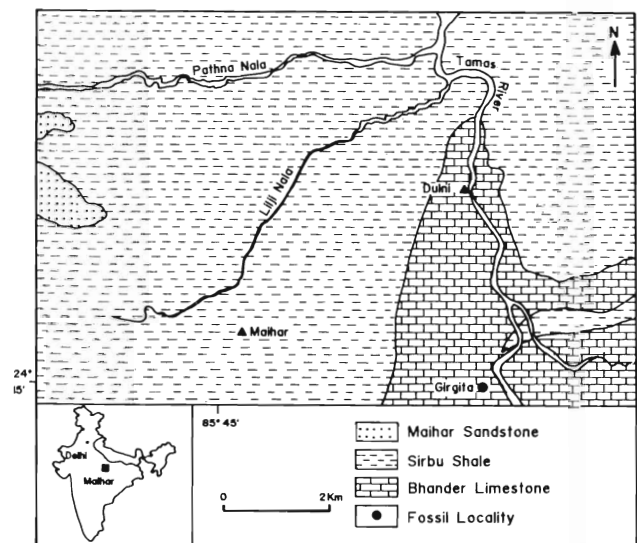 N
Pathna Nala
Tamas
River
Lilji Nala
Dulni
Maihar
24°
15'
Girgita
85° 45'
Delhi
Maihar
0 2 Km
Maihar Sandstone
Sirbu Shale
Bhander Limestone
Fossil Locality